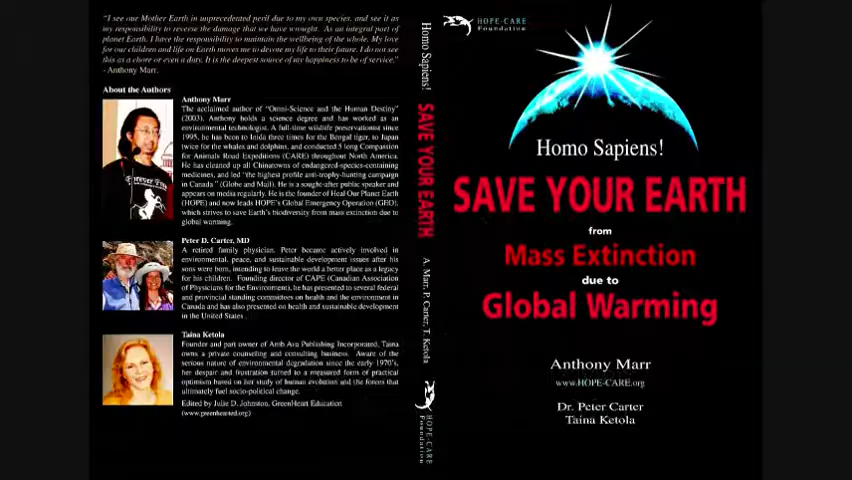 "I see our Mother Earth in unprecedented peril due to my own species, and see it as
my responsibility to reverse the damage that we have wrought.  As an integral part of
planet Earth, I have the responsibility to maintain the wellbeing of the whole. My love
for our children and life on Earth moves me to devote my life to their future. I do not see
this as a chore or even a duty. It is the deepest source of my happiness to be of service."
- Anthony Marr.
About the Authors
Anthony Marr
The acclaimed author of "Omni-Science and the Human Destiny"
(2003), Anthony holds a science degree and has worked as an
environmental technologist. A full-time wildlife preservationist since
1995, he has been to India three times for the Bengal tiger, to Japan
twice for the whales and dolphins, and conducted 5 long Compassion
for Animals Road Expeditions (CARE) throughout North America.
He has cleaned up all Chinatowns of endangered-species-containing
medicines, and led "the highest profile anti-trophy-hunting campaign
in Canada" (Globe and Mail). He is a sought-after public speaker and
appears on media regularly. He is the founder of Heal Our Planet Earth
(HOPE) and now leads HOPE's Global Emergency Operation (GEO),
which strives to save Earth's biodiversity from mass extinction due to
global warming.
Peter D. Carter, MD
A retired family physician, Peter became actively involved in
environmental, peace, and sustainable development issues after his
sons were born, intending to leave the world a better place as a legacy
for his children. Founding director of CAPE (Canadian Association
of Physicians for the Environment), he has presented to several federal
and provincial standing committees on health and the environment in
Canada and has also presented on health and sustainable development
in the United States .
Taina Ketola
Founder and part owner of Amb Ava Publishing Incorporated, Taina
owns a private counseling and consulting business. Aware of the
serious nature of environmental degradation since the early 1970's,
her despair and frustration turned to a measured form of practical
optimism based on her study of human evolution and the forces that
ultimately fuel socio-political change.
Edited by Julie D. Johnston, GreenHeart Education
(www.greenhearted.org)
Homo Sapiens! SAVE YOUR EARTH A. Marr, P. Carter, T. Ketola
HOPE-CARE
Foundation
HOPE-CARE
Foundation
Homo Sapiens!
SAVE YOUR EARTH
from
Mass Extinction
due to
Global Warming
Anthony Marr
www.HOPE-CARE.org
Dr. Peter Carter
Taina Ketola